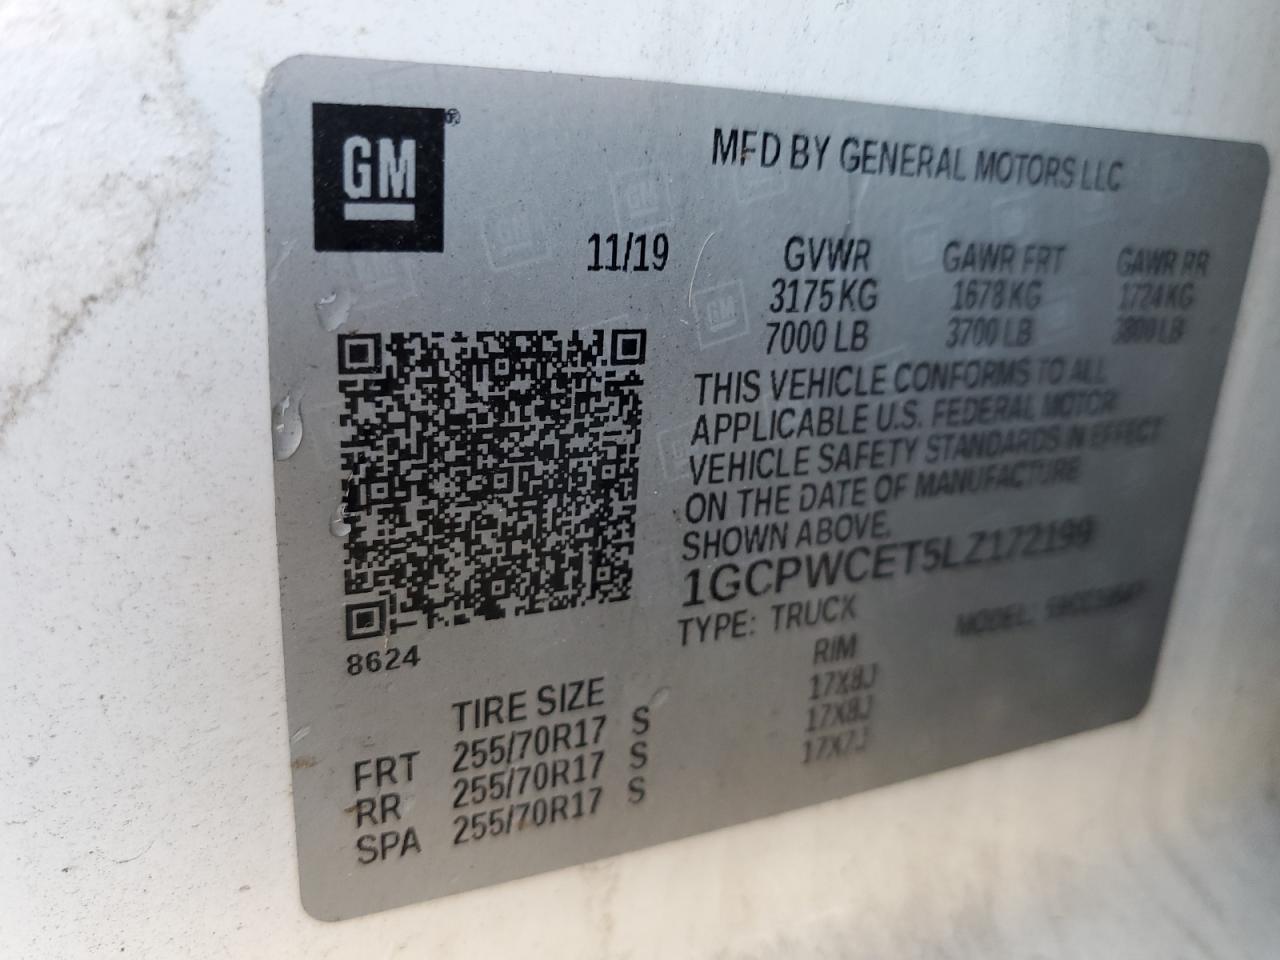 GM
MFD BY GENERAL MOTORS LLC
11/19 GVWR GAWR FRT GAWR RR
3175 KG 1678 KG 1724 KG
7000 LB 3700 LB 3800 LB
THIS VEHICLE CONFORMS TO ALL
APPLICABLE U.S. FEDERAL MOTOR
VEHICLE SAFETY STANDARDS IN EFFECT
ON THE DATE OF MANUFACTURE
SHOWN ABOVE.
1GCPWCET5LZ172199
TYPE: TRUCK MODEL:
8624
TIRE SIZE RIM
FRT 255/70R17 S 17X8J
RR 255/70R17 S 17X8J
SPA 255/70R17 S 17X7J